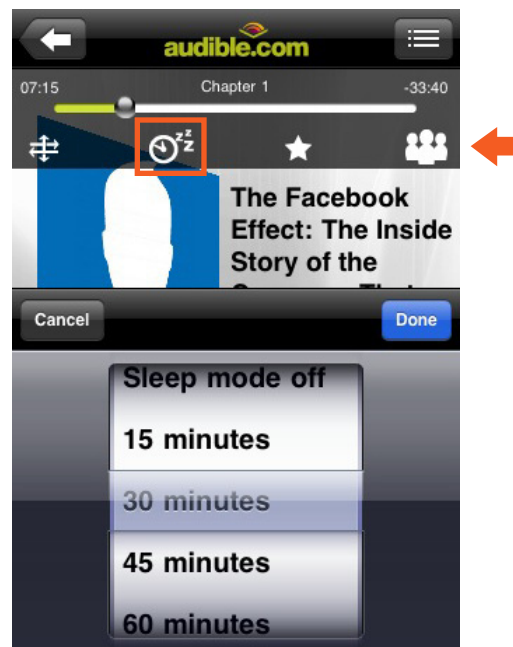 audible.com
07:15 Chapter 1 -33:40
zzz
The Facebook
Effect: The Inside
Story of the
Cancel Done
Sleep mode off
15 minutes
30 minutes
45 minutes
60 minutes